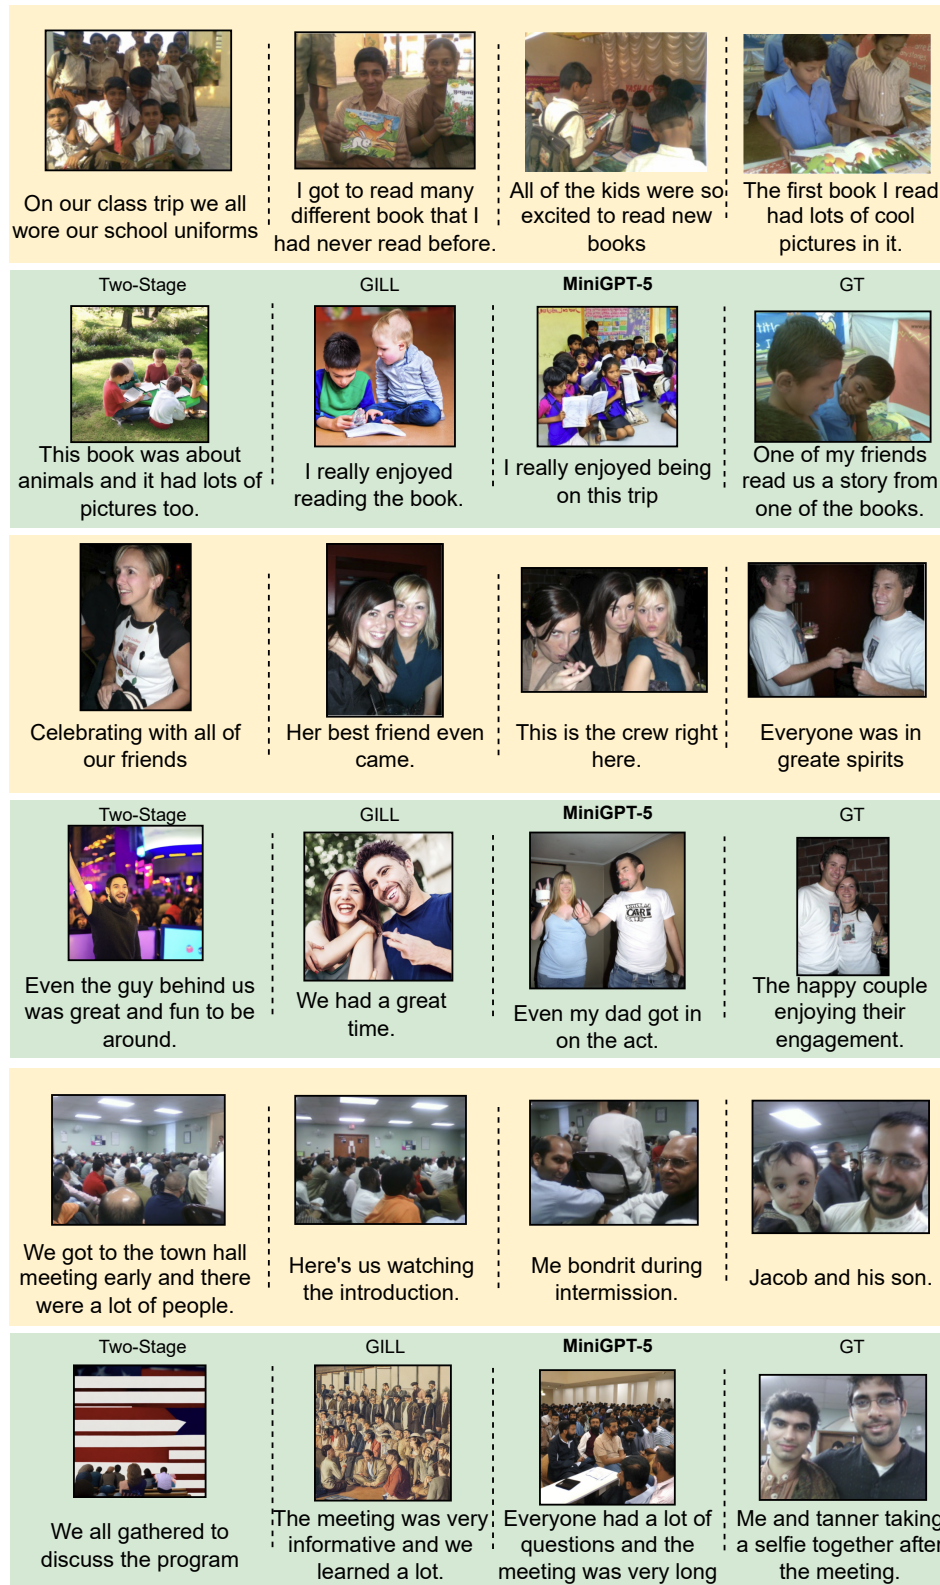 On our class trip we all
wore our school uniforms
I got to read many
different book that I
had never read before.
All of the kids were so
excited to read new
books
The first book I read
had lots of cool
pictures in it.
Two-Stage
GILL
MiniGPT-5
GT
This book was about
animals and it had lots of
pictures too.
I really enjoyed
reading the book.
I really enjoyed being
on this trip
One of my friends
read us a story from
one of the books.
Celebrating with all of
our friends
Her best friend even
came.
This is the crew right
here.
Everyone was in
greate spirits
Two-Stage
GILL
MiniGPT-5
GT
Even the guy behind us
was great and fun to be
around.
We had a great
time.
CARE
Even my dad got in
on the act.
The happy couple
enjoying their
engagement.
We got to the town hall
meeting early and there
were a lot of people.
Here's us watching
the introduction.
Me bondrit during
intermission.
Jacob and his son.
Two-Stage
GILL
MiniGPT-5
GT
We all gathered to
discuss the program
The meeting was very
informative and we
learned a lot.
Everyone had a lot of
questions and the
meeting was very long
Me and tanner taking
a selfie together after
the meeting.